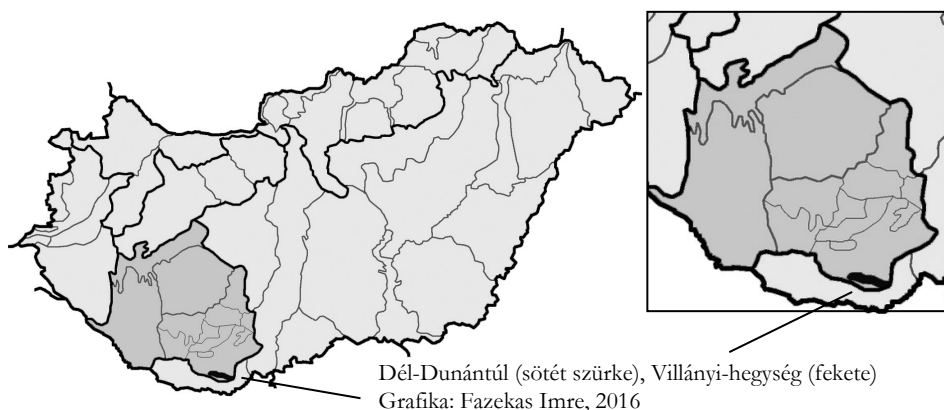 Dél-Dunántúl (sötét szürke), Villányi-hegység (fekete)
Grafika: Fazekas Imre, 2016